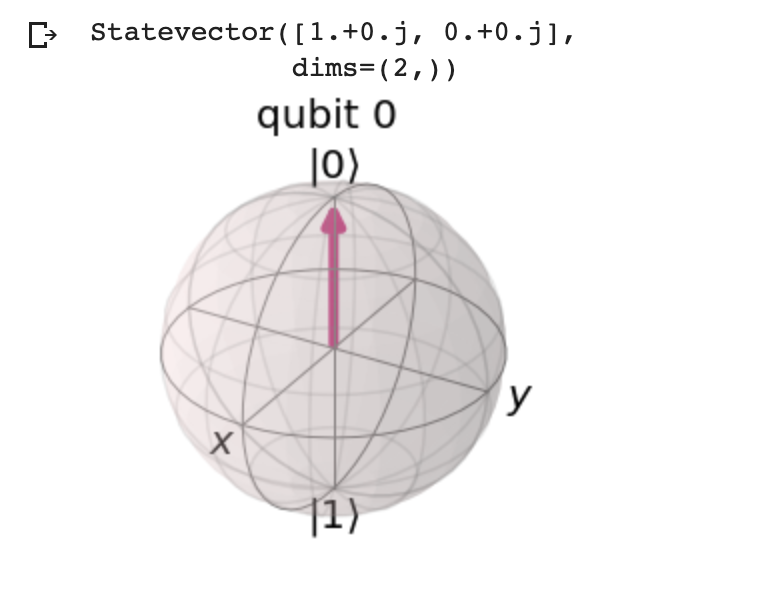 Statevector([1.+0.j, 0.+0.j],
dims=(2,))
qubit 0
|0⟩
y
x
|1⟩